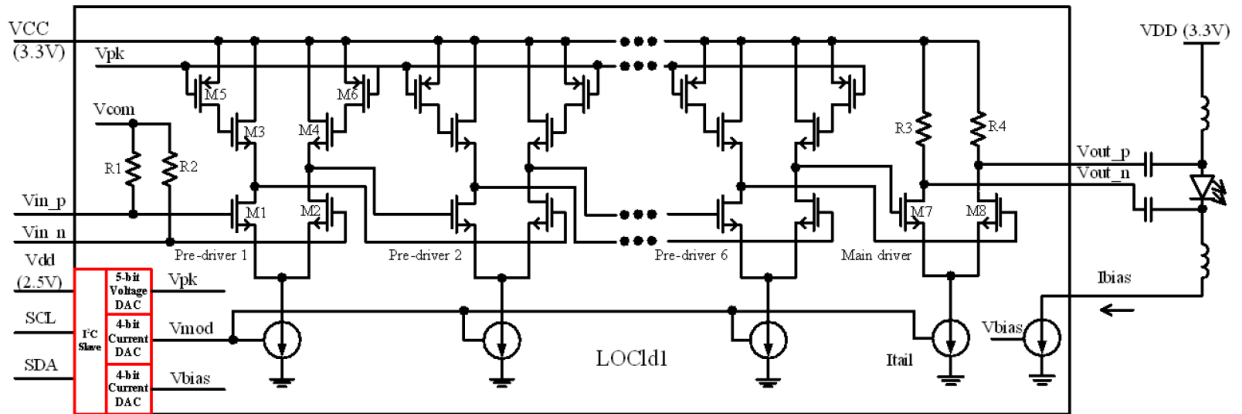 VCC
(3.3V)
Vpk
VDD (3.3V)
M5
M6
Vcom
M3
M4
R1
R2
R3
R4
Vout_p
Vout_n
Vin_p
M1
M2
M7
M8
Vin_n
Pre-driver 1
Pre-driver 2
Pre-driver 6
Main driver
Vdd
(2.5V)
5-bit
Voltage
DAC
Vpk
Ibias
SCL
I²C
Slave
4-bit
Current
DAC
Vmod
Vbias
LOCld1
Itail
SDA
4-bit
Current
DAC
Vbias